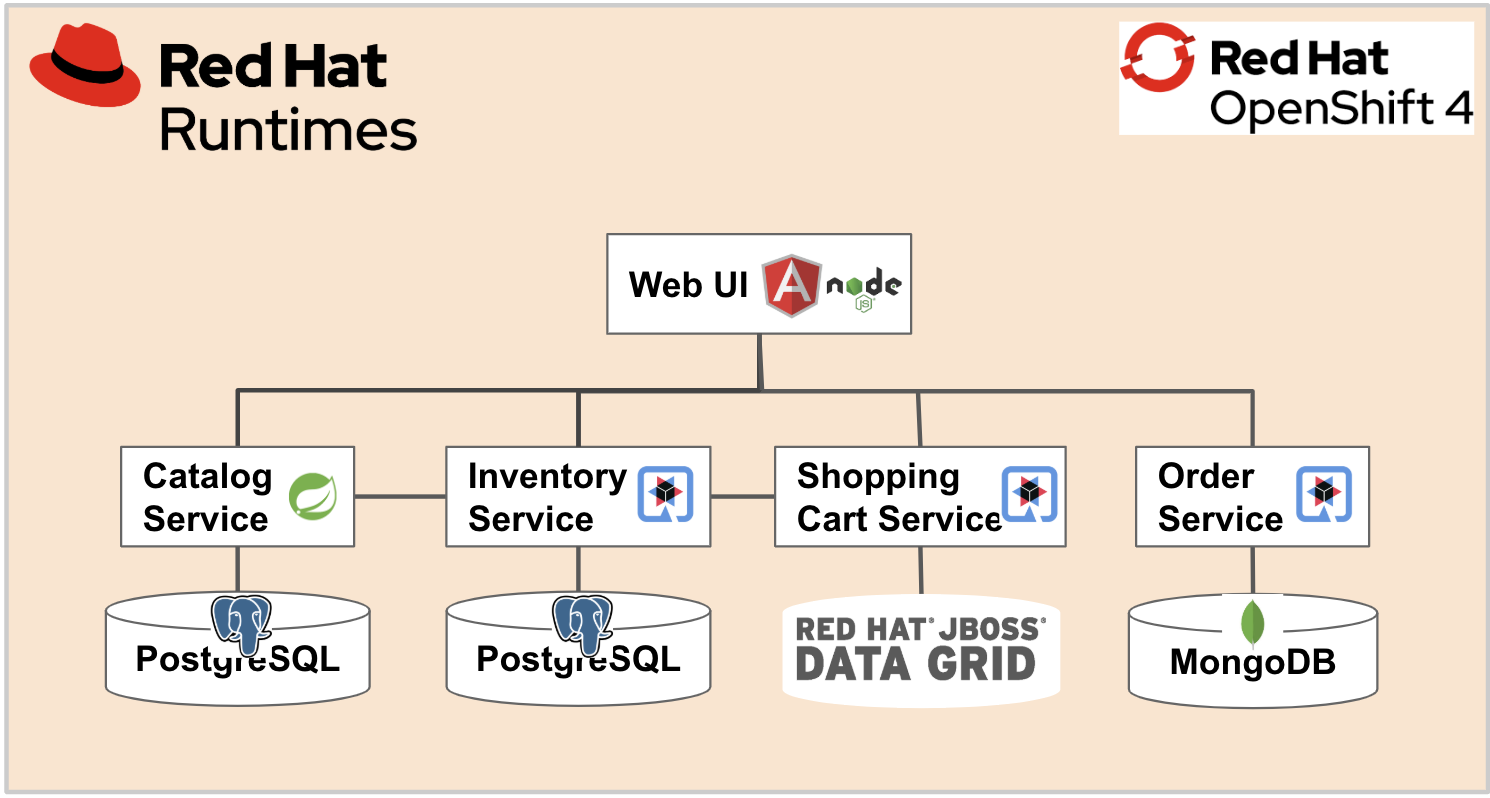 Red Hat
Runtimes
Red Hat
OpenShift 4
Web UI
node
JS
Catalog
Service
Inventory
Service
Shopping
Cart Service
Order
Service
PostgreSQL
PostgreSQL
RED HAT® JBOSS®
DATA GRID
MongoDB